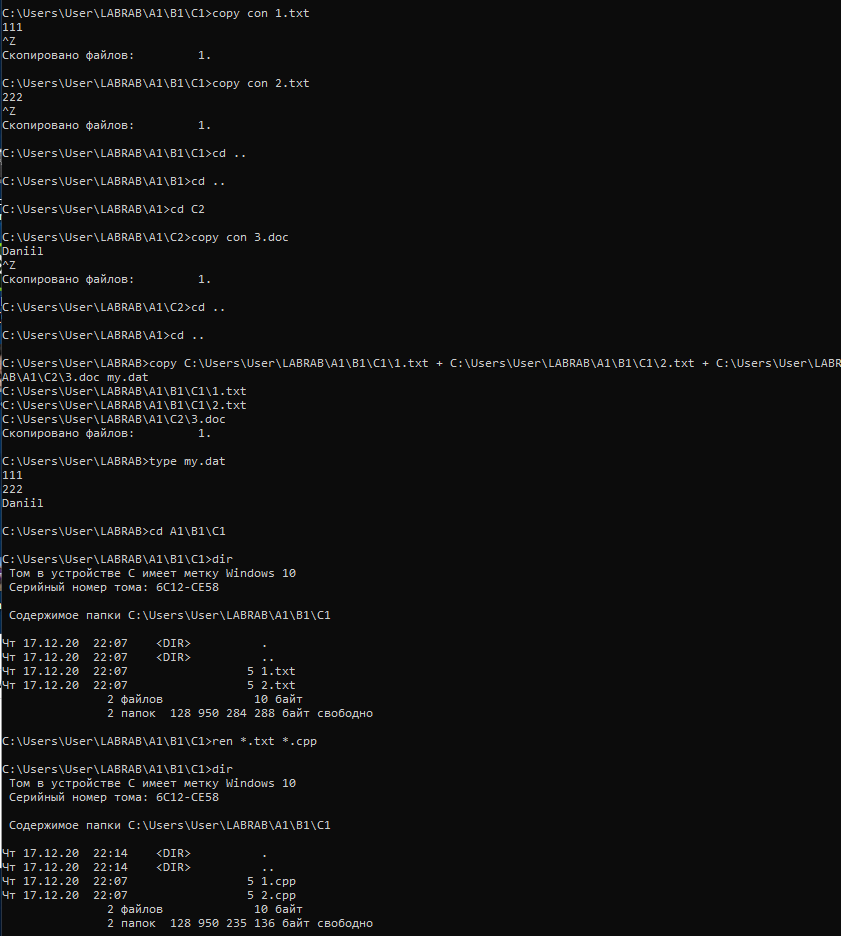 C:\Users\User\LABRAB\A1\B1\C1>copy con 1.txt
111
^Z
Скопировано файлов:         1.
C:\Users\User\LABRAB\A1\B1\C1>copy con 2.txt
222
^Z
Скопировано файлов:         1.
C:\Users\User\LABRAB\A1\B1\C1>cd ..
C:\Users\User\LABRAB\A1\B1>cd ..
C:\Users\User\LABRAB\A1>cd C2
C:\Users\User\LABRAB\A1\C2>copy con 3.doc
Daniil
^Z
Скопировано файлов:         1.
C:\Users\User\LABRAB\A1\C2>cd ..
C:\Users\User\LABRAB\A1>cd ..
C:\Users\User\LABRAB>copy C:\Users\User\LABRAB\A1\B1\C1\1.txt + C:\Users\User\LABRAB\A1\B1\C1\2.txt + C:\Users\User\LABR
AB\A1\C2\3.doc my.dat
C:\Users\User\LABRAB\A1\B1\C1\1.txt
C:\Users\User\LABRAB\A1\B1\C1\2.txt
C:\Users\User\LABRAB\A1\C2\3.doc
Скопировано файлов:         1.
C:\Users\User\LABRAB>type my.dat
111
222
Daniil
C:\Users\User\LABRAB>cd A1\B1\C1
C:\Users\User\LABRAB\A1\B1\C1>dir
 Том в устройстве C имеет метку Windows 10
 Серийный номер тома: 6C12-CE58
 Содержимое папки C:\Users\User\LABRAB\A1\B1\C1
Чт 17.12.20  22:07    <DIR>          .
Чт 17.12.20  22:07    <DIR>          ..
Чт 17.12.20  22:07                 5 1.txt
Чт 17.12.20  22:07                 5 2.txt
               2 файлов             10 байт
               2 папок  128 950 284 288 байт свободно
C:\Users\User\LABRAB\A1\B1\C1>ren *.txt *.cpp
C:\Users\User\LABRAB\A1\B1\C1>dir
 Том в устройстве C имеет метку Windows 10
 Серийный номер тома: 6C12-CE58
 Содержимое папки C:\Users\User\LABRAB\A1\B1\C1
Чт 17.12.20  22:14    <DIR>          .
Чт 17.12.20  22:14    <DIR>          ..
Чт 17.12.20  22:07                 5 1.cpp
Чт 17.12.20  22:07                 5 2.cpp
               2 файлов             10 байт
               2 папок  128 950 235 136 байт свободно